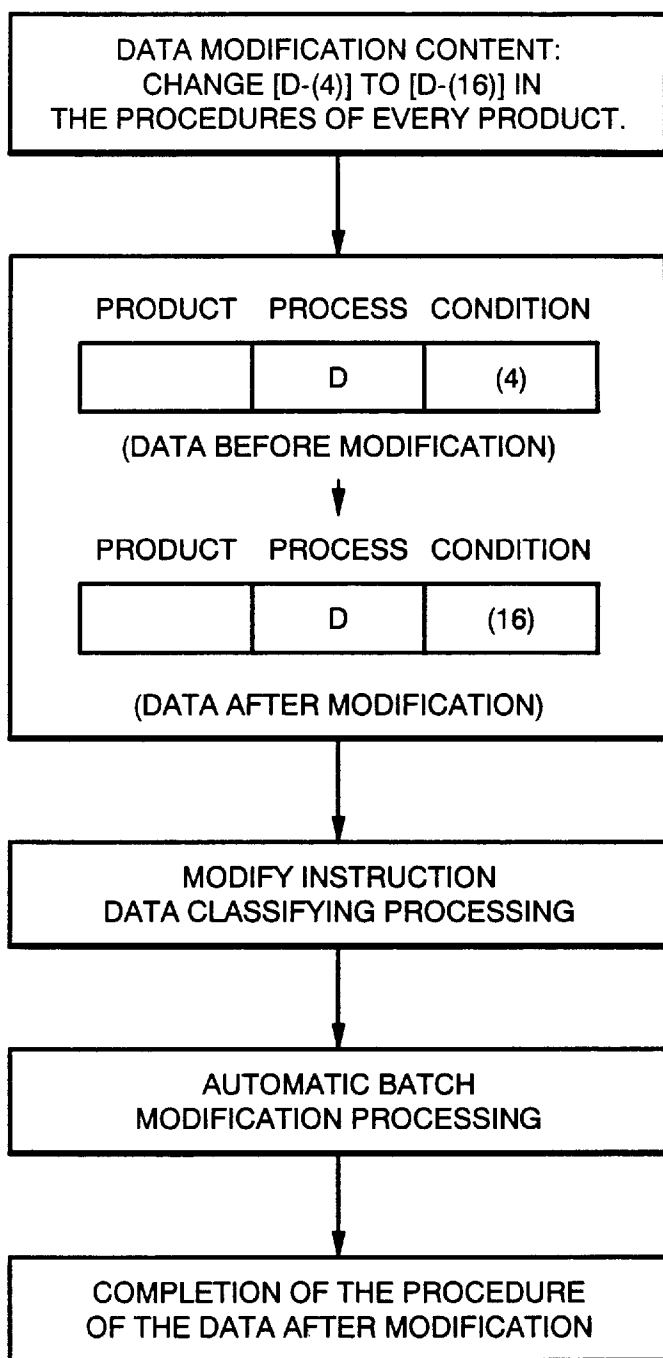 DATA MODIFICATION CONTENT:
CHANGE [D-(4)] TO [D-(16)] IN
THE PROCEDURES OF EVERY PRODUCT.
PRODUCT PROCESS CONDITION
D (4)
(DATA BEFORE MODIFICATION)
PRODUCT PROCESS CONDITION
D (16)
(DATA AFTER MODIFICATION)
MODIFY INSTRUCTION
DATA CLASSIFYING PROCESSING
AUTOMATIC BATCH
MODIFICATION PROCESSING
COMPLETION OF THE PROCEDURE
OF THE DATA AFTER MODIFICATION